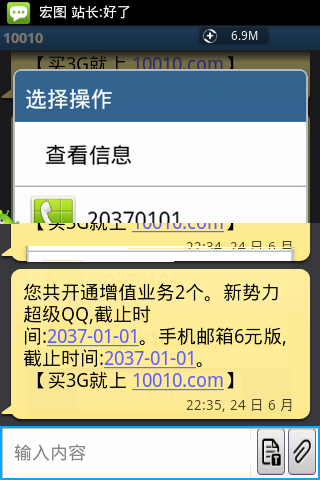 宏图 站长:好了
10010
6.9M
【买3G就上 10010.com】
选择操作
查看信息
20370101
【买3G就上 10010.com】
22:34, 24 日 6 月
您共开通增值业务2个。新势力
超级QQ,截止时
间:2037-01-01。手机邮箱6元版,
截止时间:2037-01-01。
【买3G就上 10010.com】
22:35, 24 日 6 月
输入内容
T